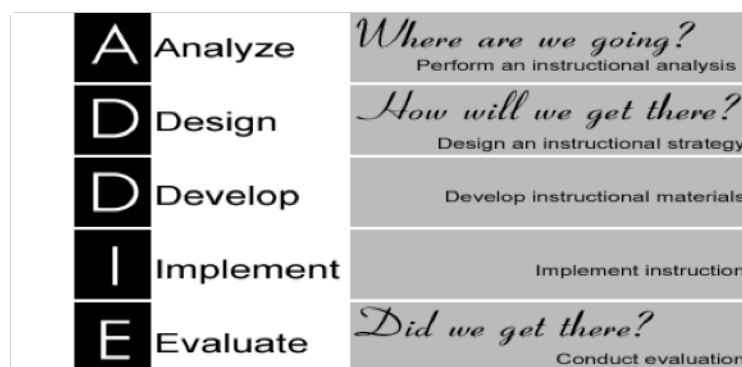 A Analyze Where are we going?
Perform an instructional analysis
D Design How will we get there?
Design an instructional strategy
D Develop Develop instructional materials
I Implement Implement instruction
E Evaluate Did we get there?
Conduct evaluation